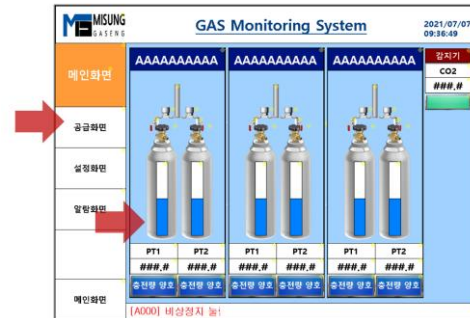 MISUNG
GASENG
GAS Monitoring System
2021/07/07
09:36:49
메인화면
공급화면
설정화면
알람화면
메인화면
AAAAAAAAAA AAAAAAAAAA AAAAAAAAAA
감지기
CO2
###.#
PT1 PT2 PT1 PT2 PT1 PT2
###.# ###.# ###.# ###.# ###.# ###.#
충전량 양호 충전량 양호 충전량 양호 충전량 양호 충전량 양호 충전량 양호
[A000] 비상정지 눌